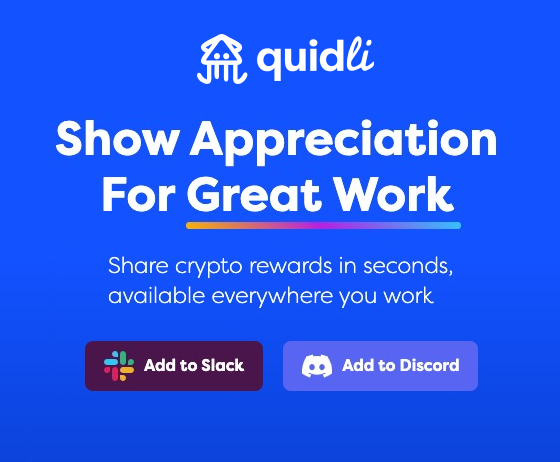 quidli
Show Appreciation
For Great Work
Share crypto rewards in seconds,
available everywhere you work
Add to Slack
Add to Discord